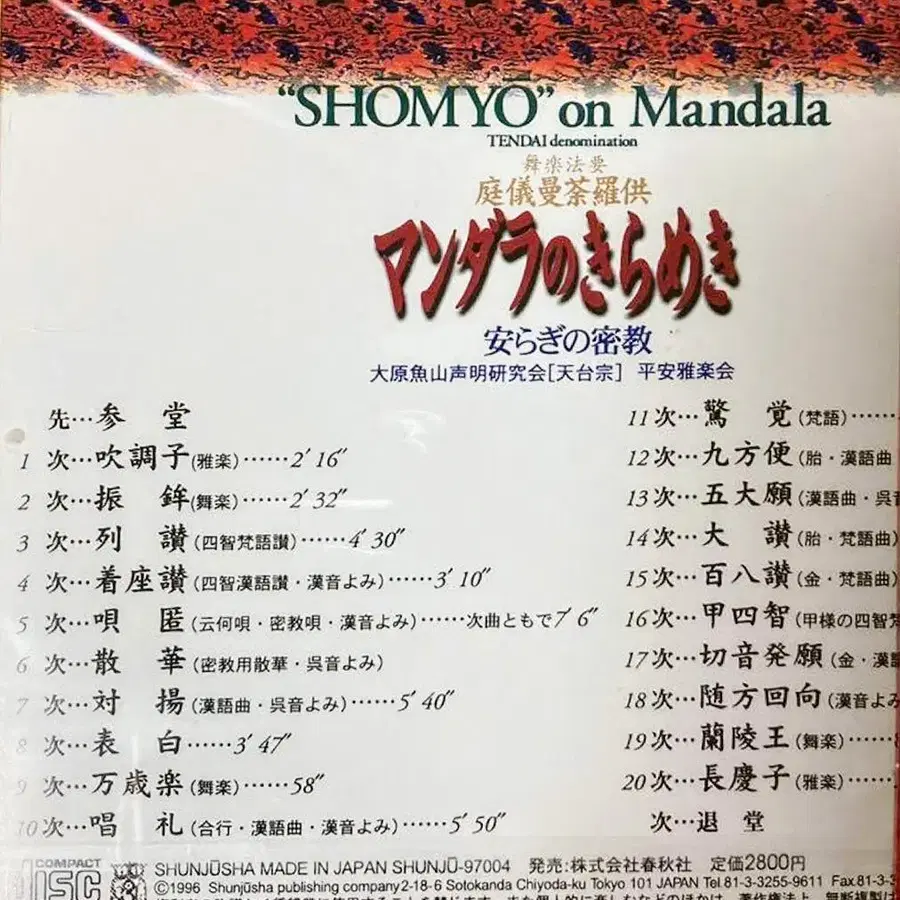 “SHŌMYŌ” on Mandala
TENDAI denomination
舞楽法要
庭儀曼荼羅供
マンダラのきらめき
安らぎの密教
大原魚山声明研究会[天台宗] 平安雅楽会
先…参 堂
1 次…吹調子(雅楽)……2′16″
2 次…振 鉾(舞楽)……2′32″
3 次…列 讃(四智梵語讃)……4′30″
4 次…着座讃(四智漢語讃・漢音よみ)……3′10″
5 次…唄 匿(云何唄・密教唄・漢音よみ)……次曲ともで7′6″
6 次…散 華(密教用散華・呉音よみ)
7 次…対 揚(漢語曲・呉音よみ)……5′40″
8 次…表 白……3′47″
9 次…万歳楽(舞楽)……58″
10 次…唱 礼(合行・漢語曲・漢音よみ)……5′50″
11 次…驚 覚(梵語)……
12 次…九方便(胎・漢語曲
13 次…五大願(漢語曲・呉音
14 次…大 讃(胎・梵語曲)
15 次…百八讃(金・梵語曲)
16 次…甲四智(甲様の四智梵
17 次…切音発願(金・漢語
18 次…随方回向(漢音よみ
19 次…蘭陵王(舞楽)……
20 次…長慶子(雅楽)……
次…退 堂
COMPACT
DISC
SHUNJŪSHA MADE IN JAPAN SHUNJŪ-97004 発売:株式会社春秋社 定価2800円
©1996 Shunjūsha publishing company 2-18-6 Sotokanda Chiyoda-ku Tokyo 101 JAPAN Tel.81-3-3255-9611 Fax.81-3-3